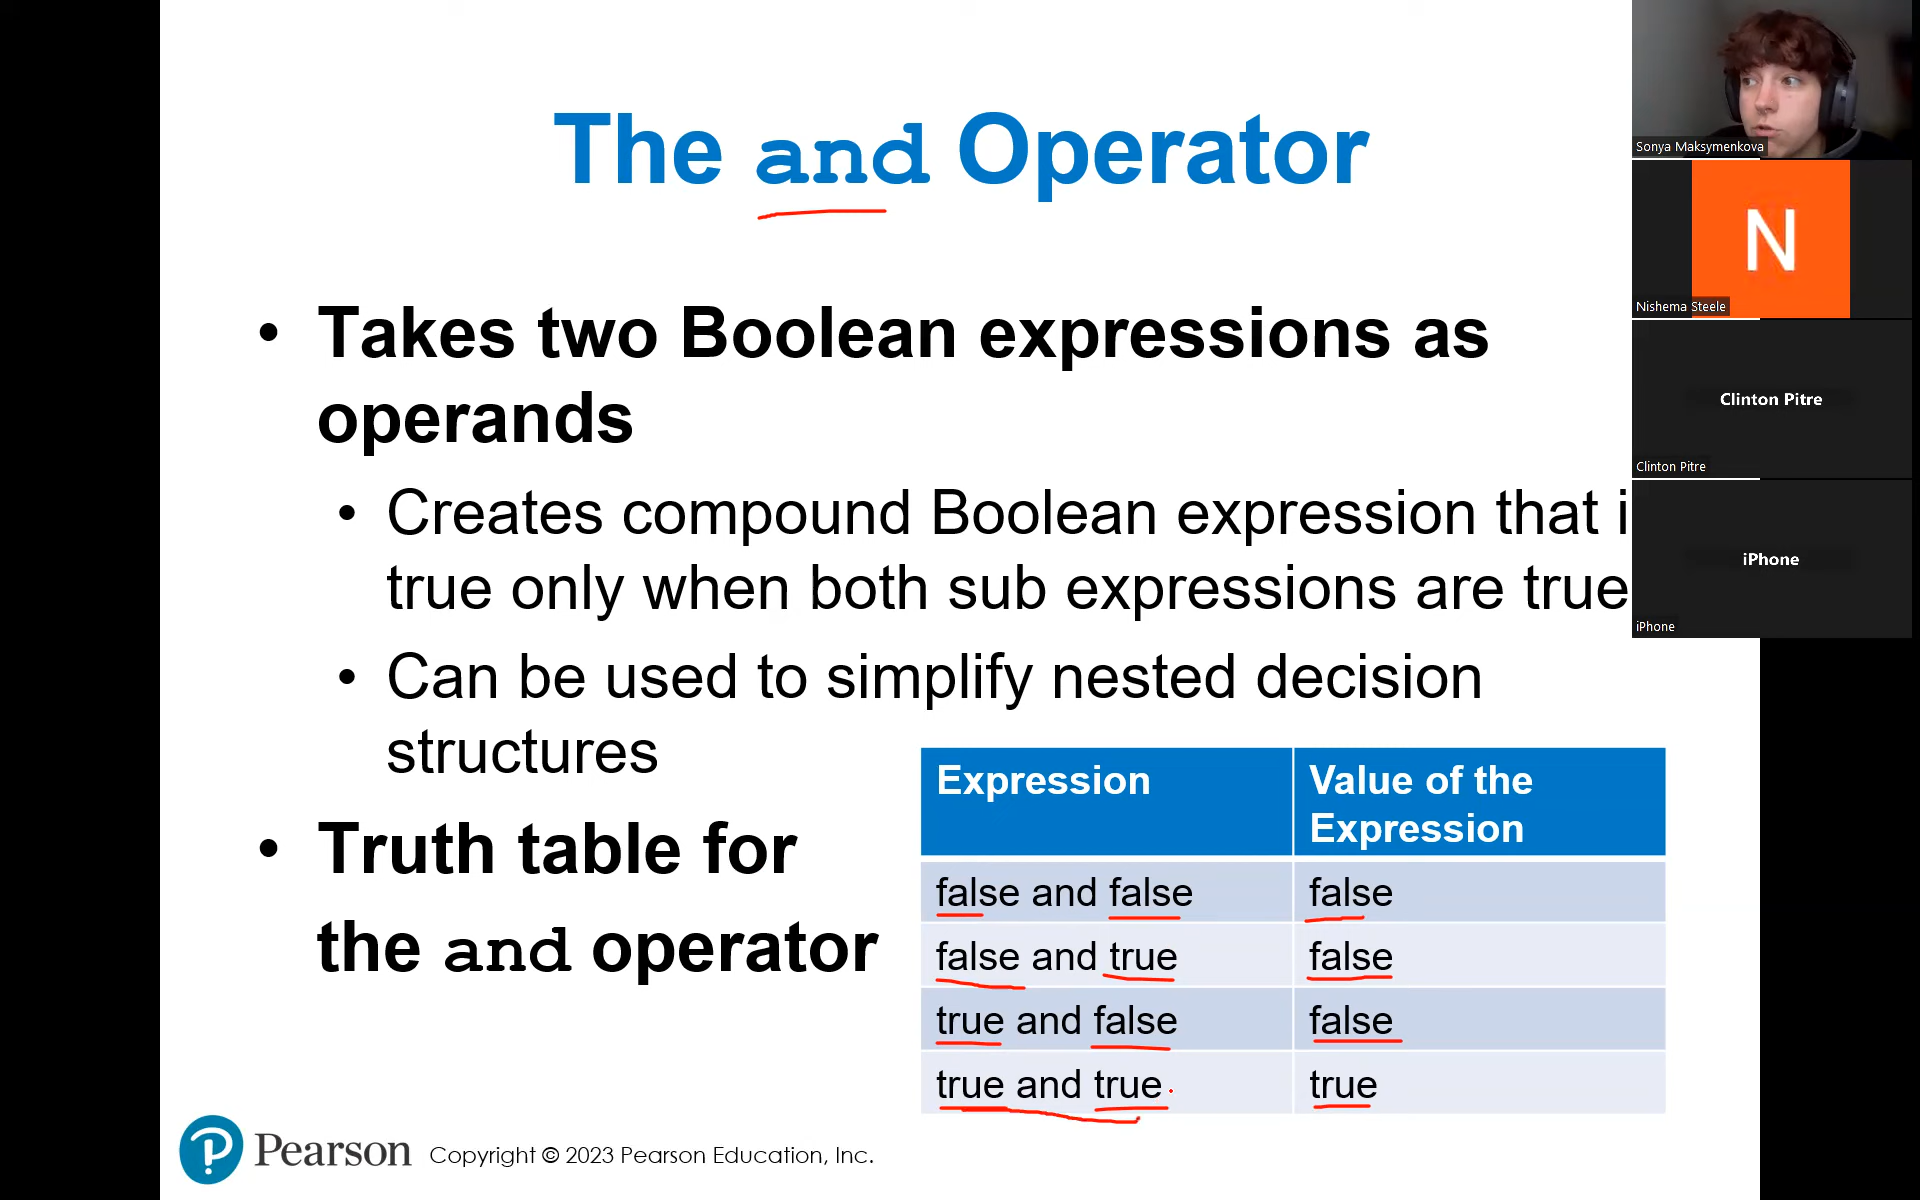 The and Operator
• Takes two Boolean expressions as
operands
• Creates compound Boolean expression that i
true only when both sub expressions are true
• Can be used to simplify nested decision
structures
• Truth table for
the and operator
Expression Value of the
Expression
false and false false
false and true false
true and false false
true and true true
Pearson Copyright © 2023 Pearson Education, Inc.
Sonya Maksymenkova
N
Nishema Steele
Clinton Pitre
Clinton Pitre
iPhone
iPhone